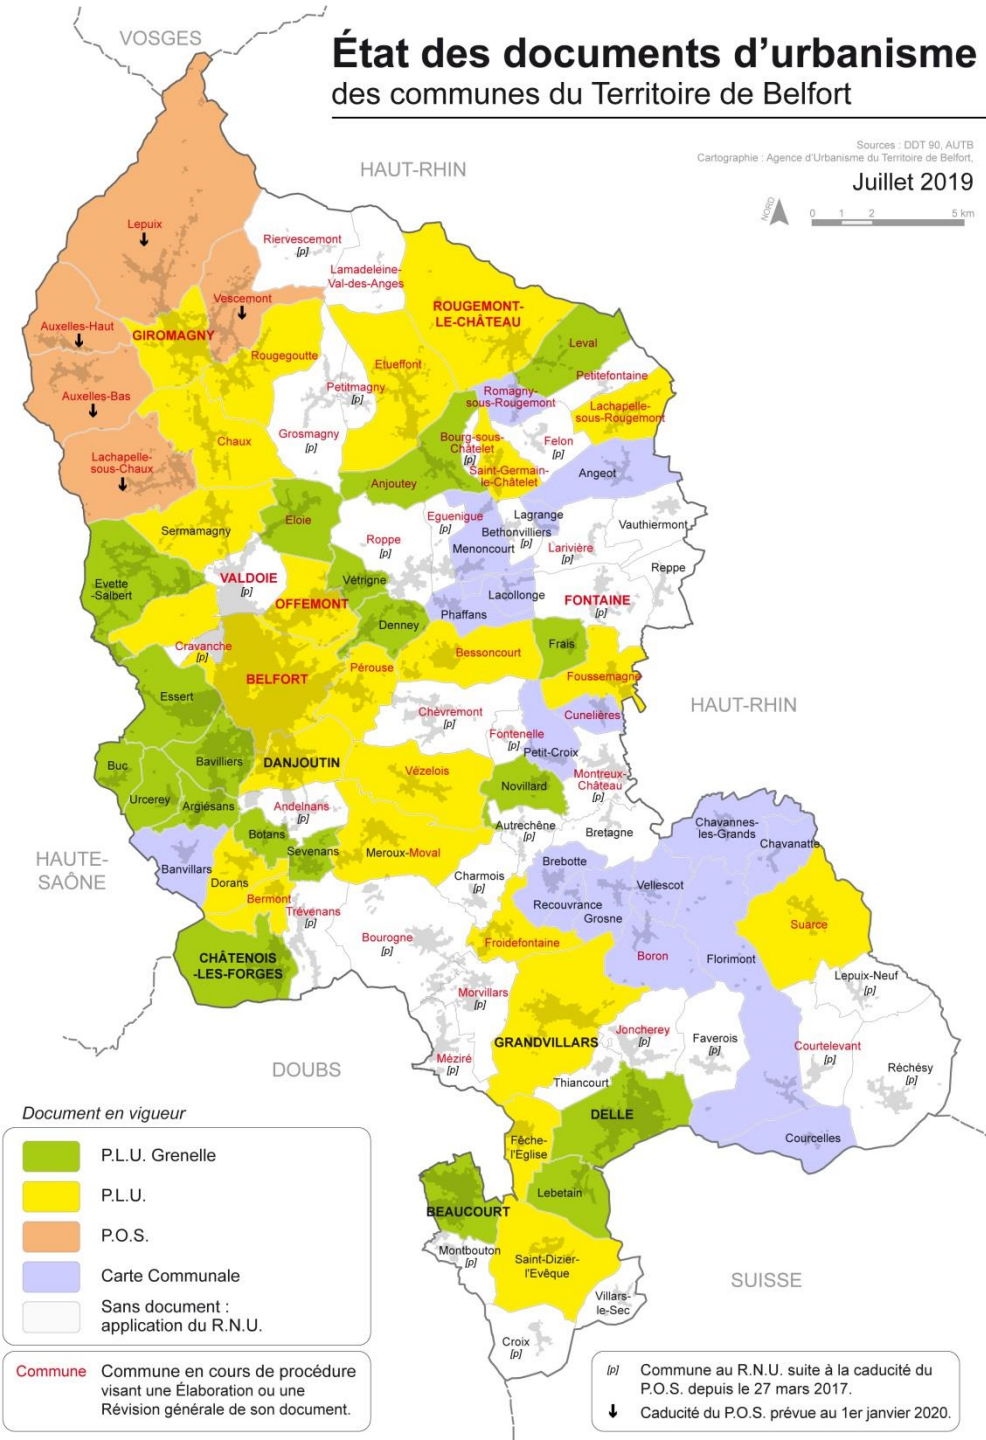 VOSGES
État des documents d'urbanisme
des communes du Territoire de Belfort
Sources : DDT 90, AUTB
Cartographie : Agence d'Urbanisme du Territoire de Belfort,
Juillet 2019
HAUT-RHIN
NORD
0 1 2 5 km
Lepuix
Riervescemont
[p]
Lamadeleine-
Val-des-Anges
Vescemont
ROUGEMONT-
LE-CHÂTEAU
Auxelles-Haut
GIROMAGNY
Leval
Rougegoutte
Etueffont
Petitefontaine
Auxelles-Bas
Petitmagny
[p]
Romagny-
sous-Rougemont
Lachapelle-
sous-Rougemont
Chaux
Grosmagny
[p]
Bourg-sous-
Châtelet
[p]
Felon
[p]
Lachapelle-
sous-Chaux
Saint-Germain-
le-Châtelet
Angeot
Anjoutey
Sermamagny
Eloie
Eguenigue
[p]
Lagrange
Vauthiermont
Roppe
[p]
Bethonvilliers
[p]
Menoncourt
Larivière
[p]
Reppe
Evette
-Salbert
VALDOIE
[p]
Vétrigne
Lacollonge
FONTAINE
[p]
OFFEMONT
Phaffans
Denney
Cravanche
[p]
Bessoncourt
Frais
BELFORT
Pérouse
Foussemagne
Essert
Chèvremont
[p]
Cunelières
HAUT-RHIN
Fontenelle
[p]
Petit-Croix
Buc
Bavilliers
DANJOUTIN
Vézelois
Montreux-
Château
[p]
Novillard
Urcerey
Argiésans
Andelnans
[p]
Autrechêne
[p]
Bretagne
Chavannes-
les-Grands
Botans
Sevenans
Meroux-Moval
Chavanatte
HAUTE-
SAÔNE
Banvillars
Brebotte
Dorans
Charmois
[p]
Vellescot
Bermont
Recouvrance
Trévenans
[p]
Grosne
Suarce
Bourogne
[p]
Froidefontaine
Boron
Florimont
CHÂTENOIS
-LES-FORGES
Lepuix-Neuf
[p]
Morvillars
[p]
Joncherey
[p]
Faverois
[p]
Courtelevant
[p]
GRANDVILLARS
Méziré
[p]
Réchésy
[p]
DOUBS
Thiancourt
DELLE
Fêche-
l'Eglise
Courcelles
Lebetain
BEAUCOURT
Montbouton
[p]
Saint-Dizier-
l'Evêque
SUISSE
Villars-
le-Sec
Croix
[p]
Document en vigueur
P.L.U. Grenelle
P.L.U.
P.O.S.
Carte Communale
Sans document :
application du R.N.U.
Commune Commune en cours de procédure
visant une Élaboration ou une
Révision générale de son document.
[p] Commune au R.N.U. suite à la caducité du
P.O.S. depuis le 27 mars 2017.
Caducité du P.O.S. prévue au 1er janvier 2020.